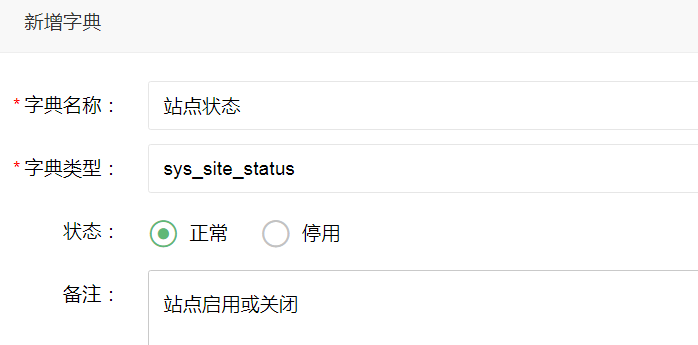 新增字典
* 字典名称： 站点状态
* 字典类型： sys_site_status
状态： 正常 停用
备注： 站点启用或关闭